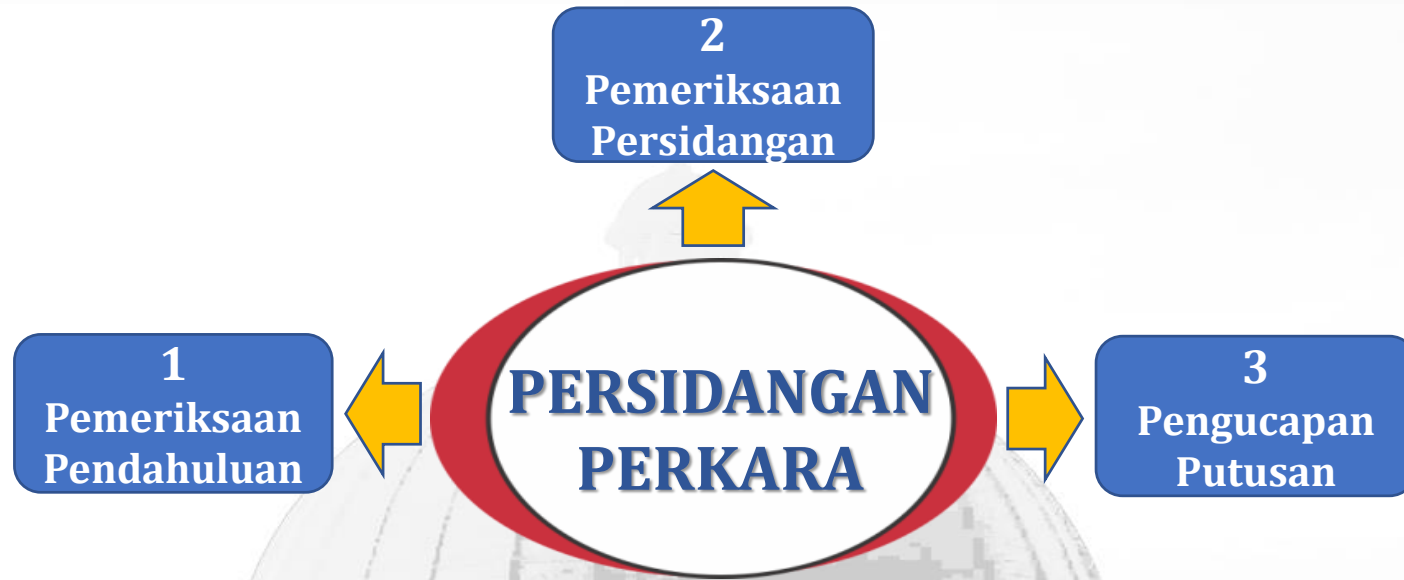 2
Pemeriksaan
Persidangan
1
Pemeriksaan
Pendahuluan
PERSIDANGAN
PERKARA
3
Pengucapan
Putusan